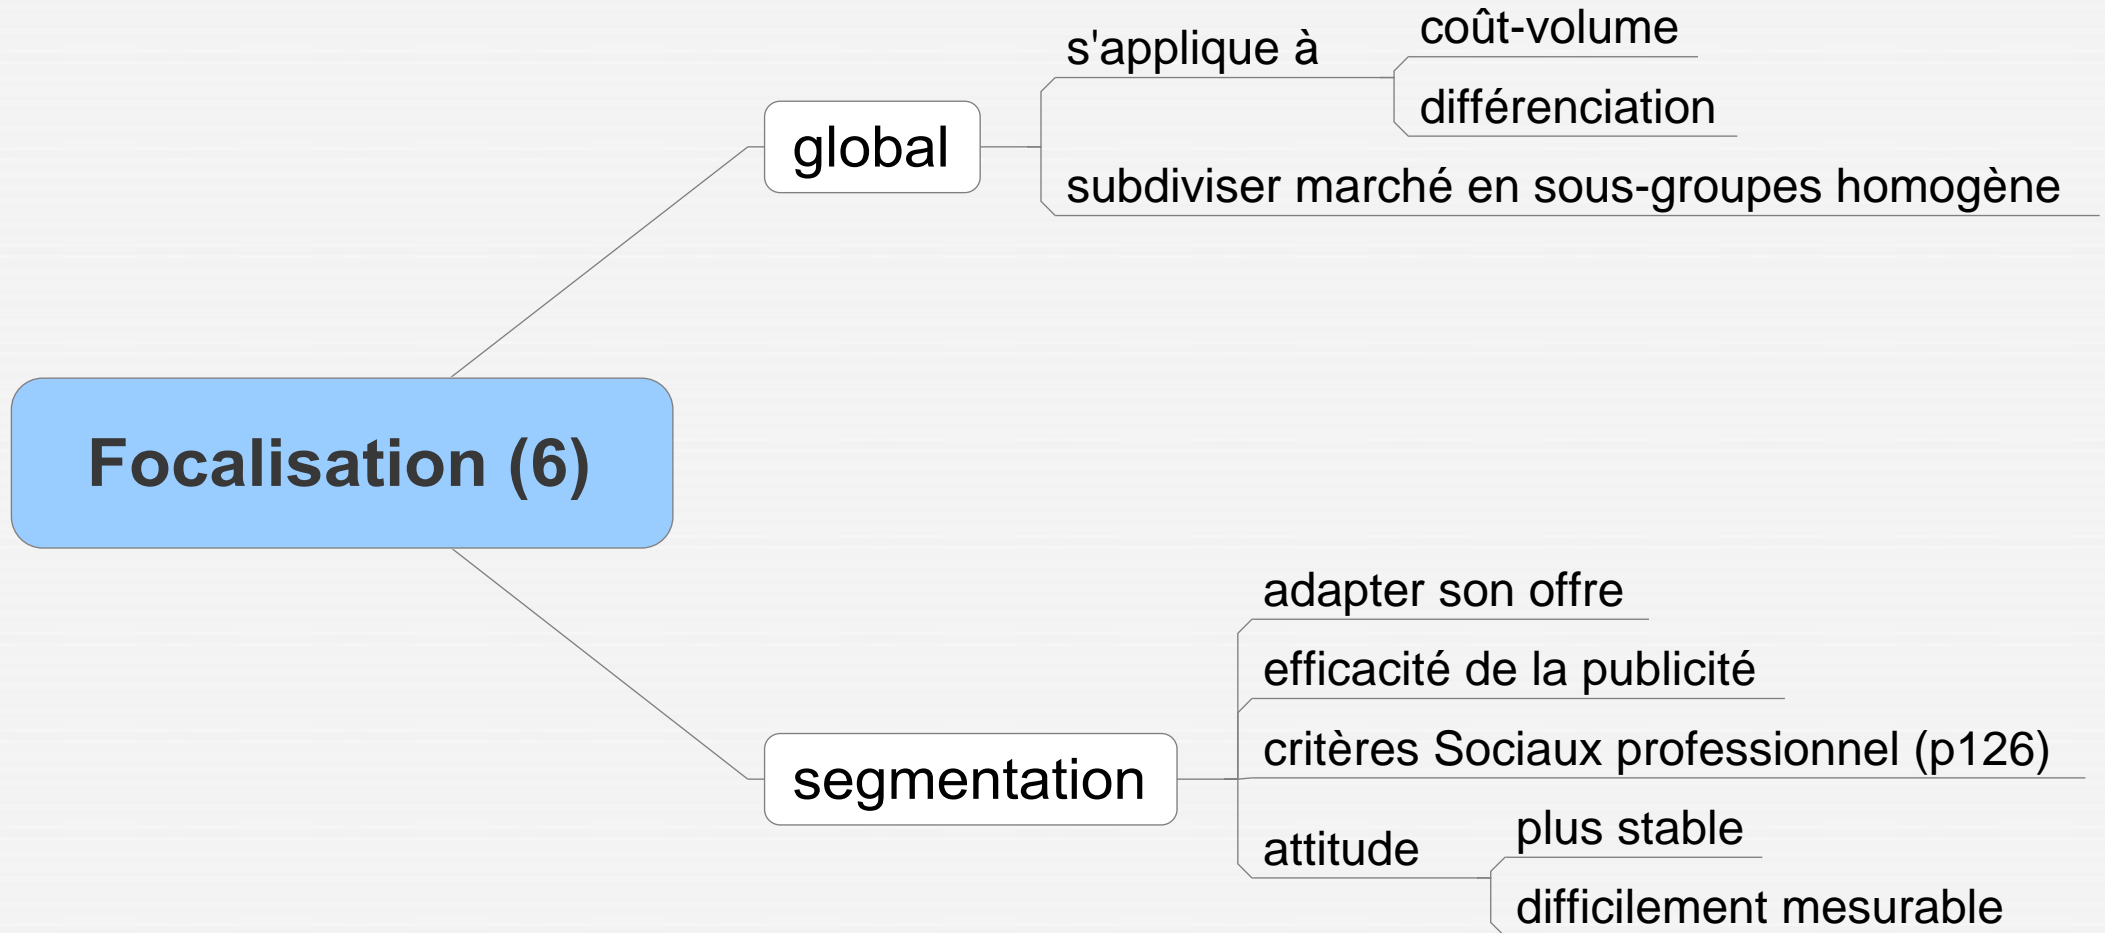 coût-volume
s'applique à
différenciation
global
subdiviser marché en sous-groupes homogène
Focalisation (6)
adapter son offre
efficacité de la publicité
critères Sociaux professionnel (p126)
segmentation
plus stable
attitude
difficilement mesurable